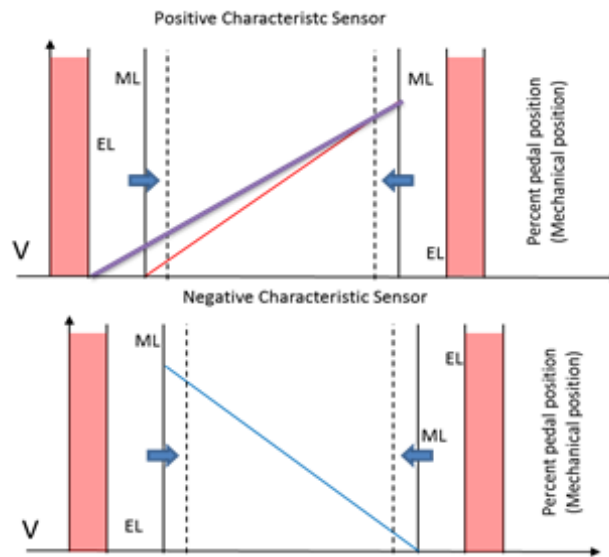 Positive Characteristc Sensor
ML
ML
EL
EL
V
Percent pedal position
(Mechanical position)
Negative Characteristic Sensor
ML
EL
ML
EL
V
Percent pedal position
(Mechanical position)